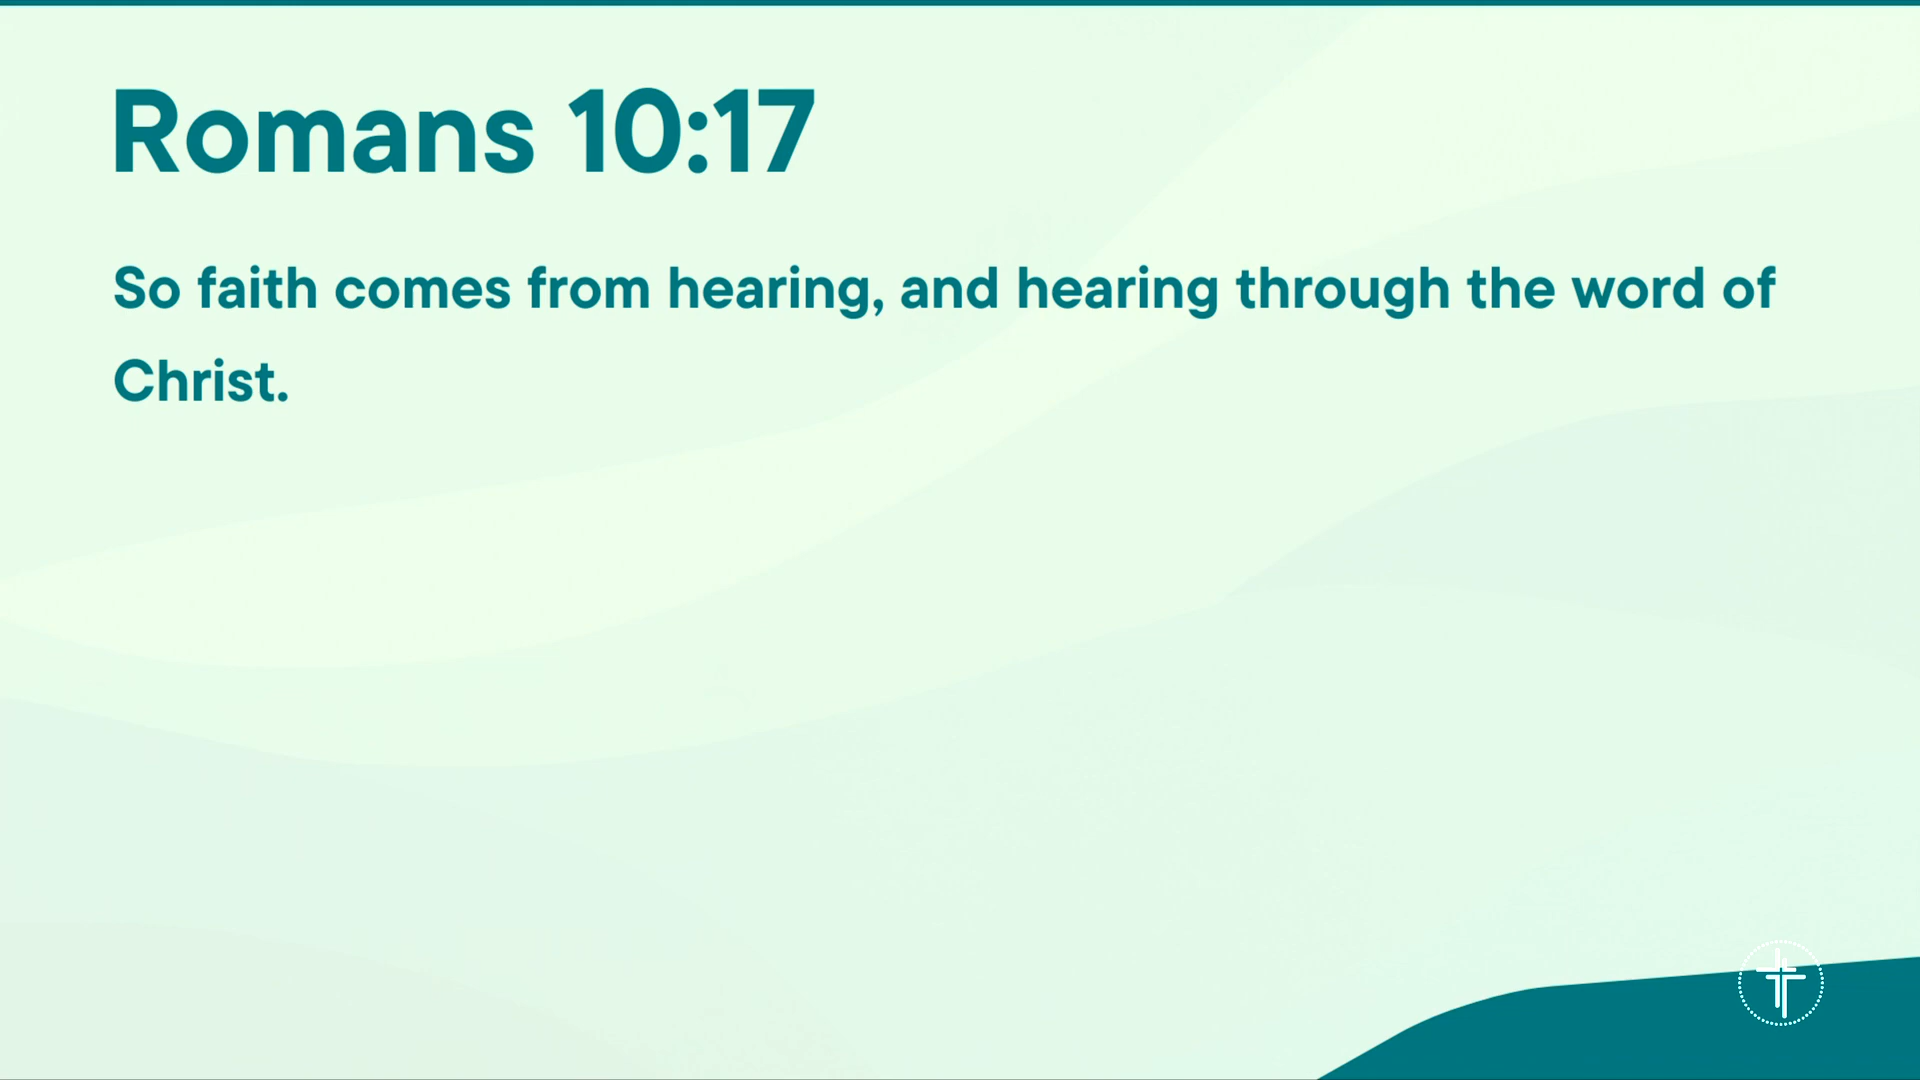 Romans 10:17
So faith comes from hearing, and hearing through the word of
Christ.